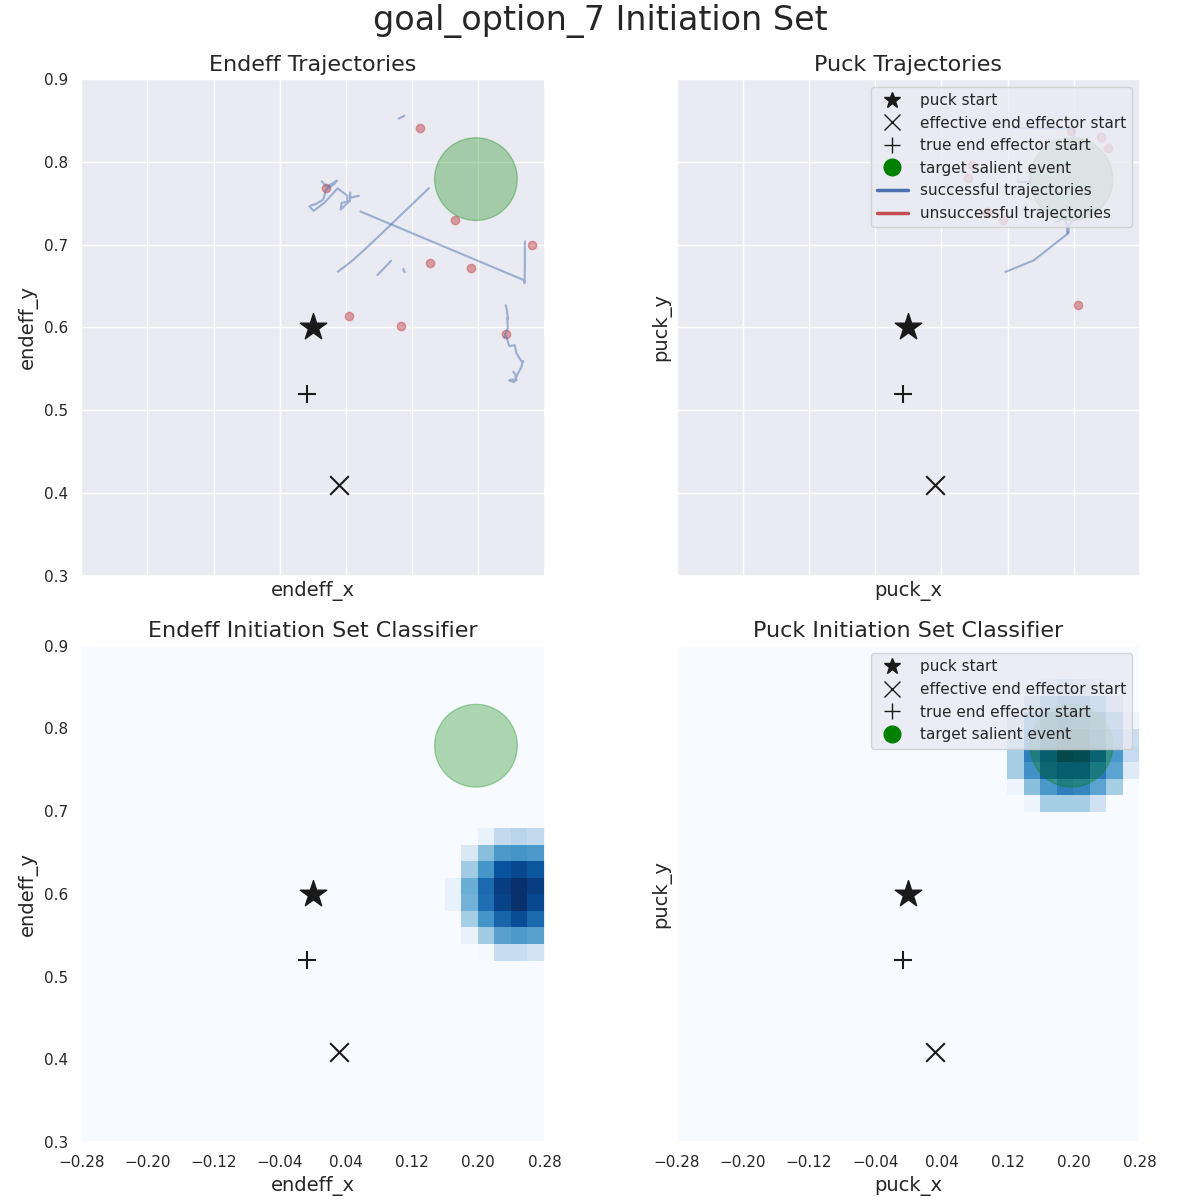 goal_option_7 Initiation Set
Endeff Trajectories
0.9
0.8
0.7
0.6
0.5
0.4
0.3
endeff_y
endeff_x
Puck Trajectories
puck start
effective end effector start
true end effector start
target salient event
successful trajectories
unsuccessful trajectories
puck_y
puck_x
Endeff Initiation Set Classifier
0.9
0.8
0.7
0.6
0.5
0.4
0.3
endeff_y
−0.28 −0.20 −0.12 −0.04 0.04 0.12 0.20 0.28
endeff_x
Puck Initiation Set Classifier
puck start
effective end effector start
true end effector start
target salient event
puck_y
−0.28 −0.20 −0.12 −0.04 0.04 0.12 0.20 0.28
puck_x